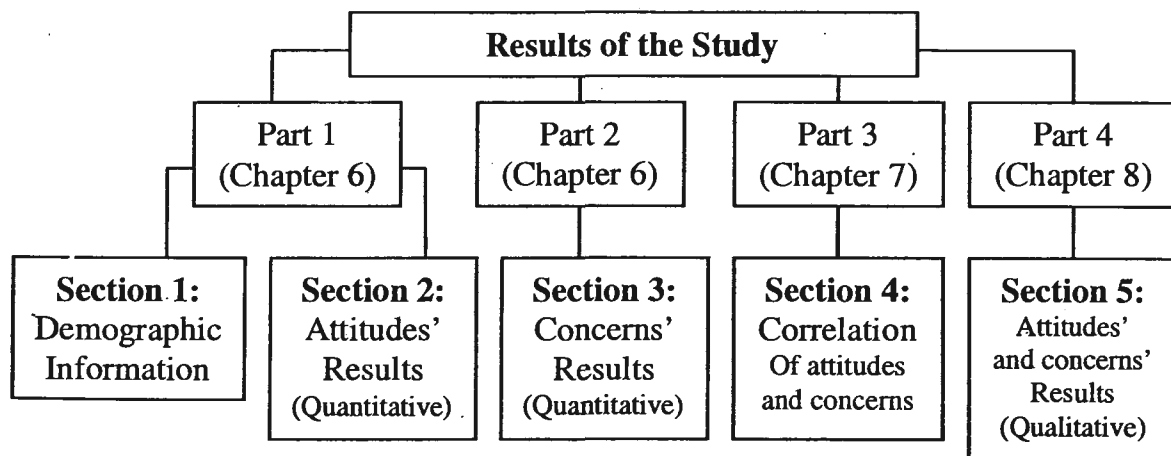 Results of the Study
Part 1
(Chapter 6)
Part 2
(Chapter 6)
Part 3
(Chapter 7)
Part 4
(Chapter 8)
Section 1:
Demographic
Information
Section 2:
Attitudes’
Results
(Quantitative)
Section 3:
Concerns’
Results
(Quantitative)
Section 4:
Correlation
Of attitudes
and concerns
Section 5:
Attitudes’
and concerns’
Results
(Qualitative)